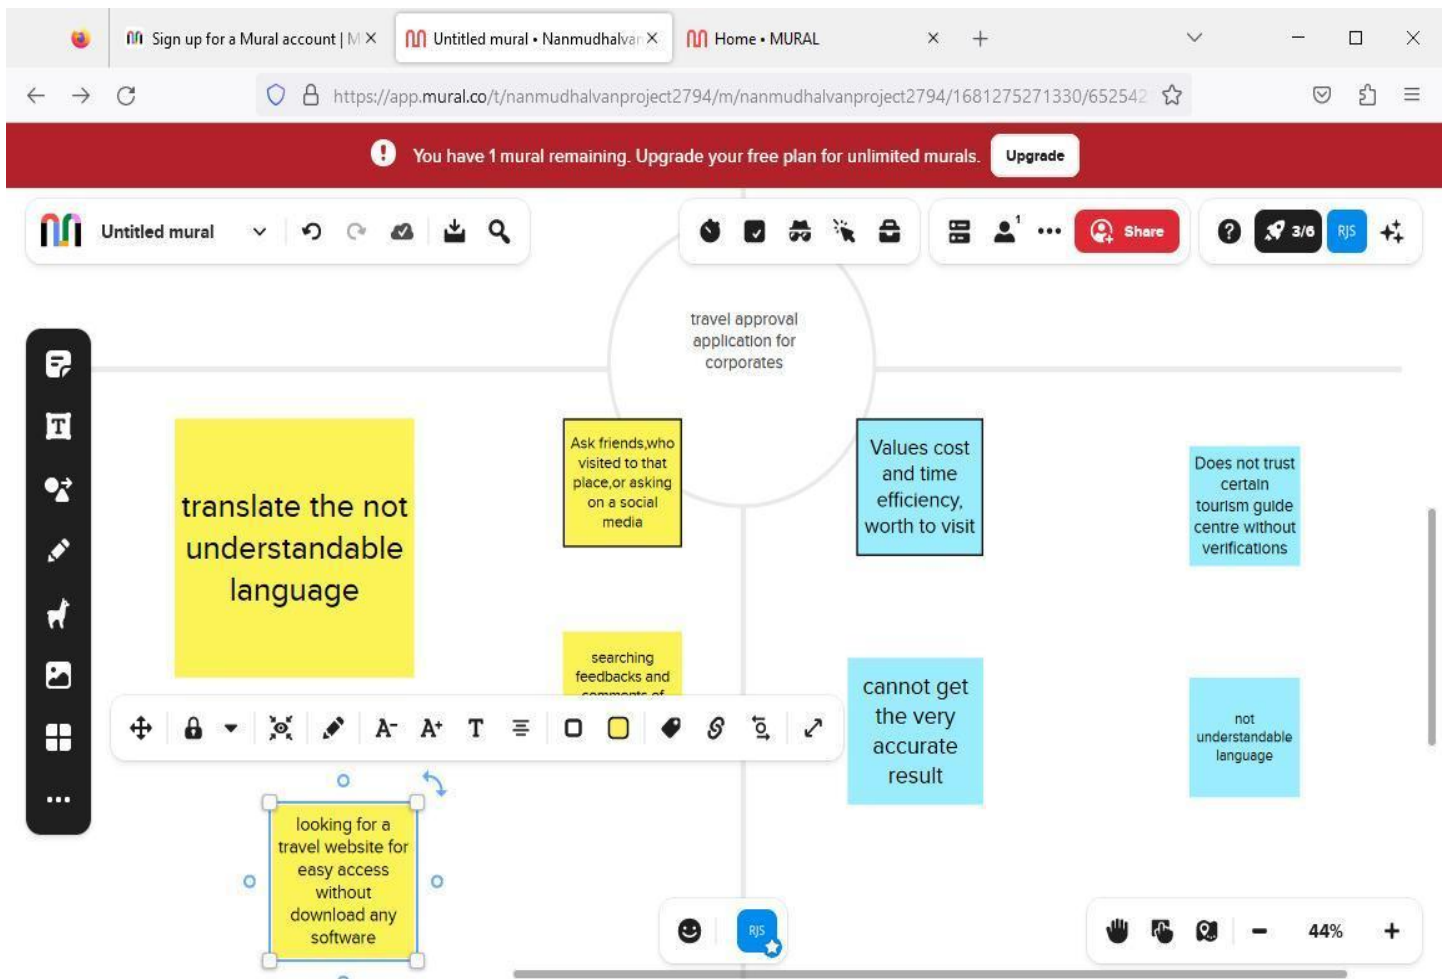 Sign up for a Mural account | M
Untitled mural • Nanmudhalvan
Home • MURAL
https://app.mural.co/t/nanmudhalvanproject2794/m/nanmudhalvanproject2794/1681275271330/652542
You have 1 mural remaining. Upgrade your free plan for unlimited murals.
Upgrade
Untitled mural
1
Share
3/6
RJS
travel approval
application for
corporates
translate the not
understandable
language
Ask friends,who
visited to that
place,or asking
on a social
media
Values cost
and time
efficiency,
worth to visit
Does not trust
certain
tourism guide
centre without
verifications
searching
feedbacks and
comments of
A-
A+
T
cannot get
the very
accurate
result
not
understandable
language
looking for a
travel website for
easy access
without
download any
software
RJS
44%